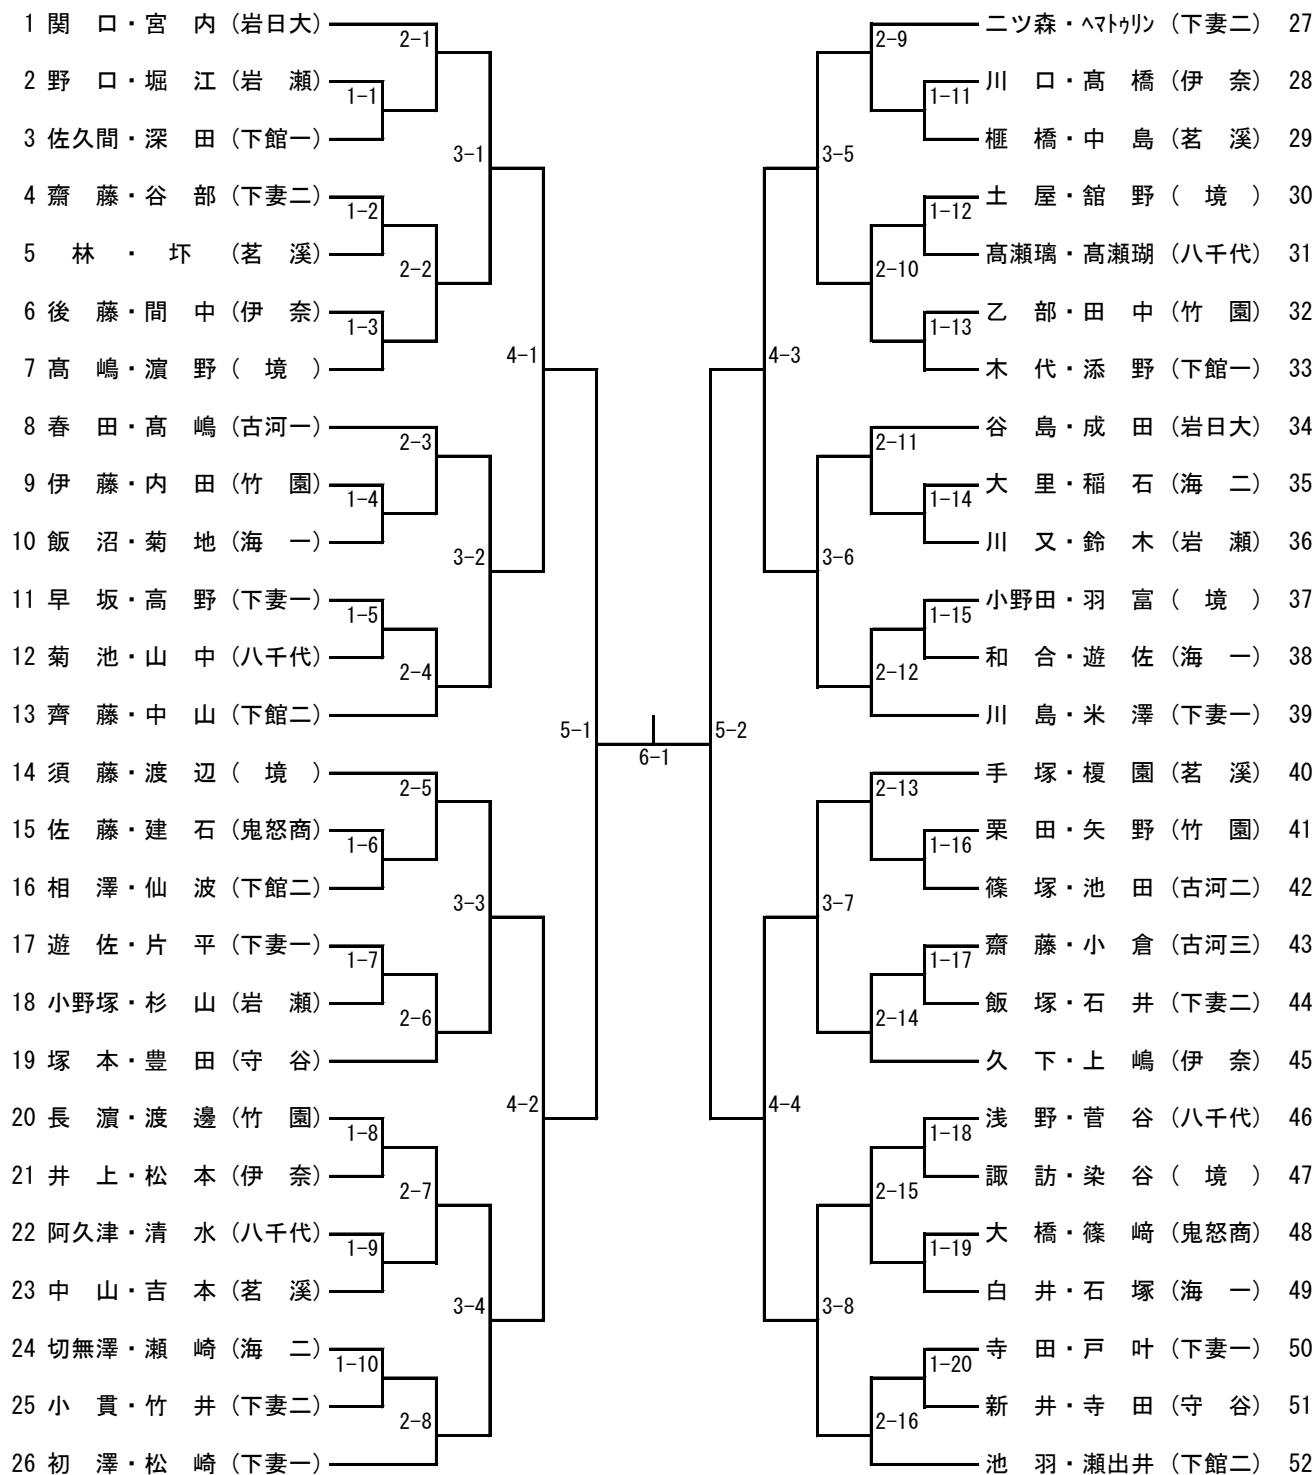 1 関　口・宮　内 (岩日大)
2-1
2 野　口・堀　江 (岩　瀬)
1-1
3 佐久間・深　田 (下館一)
3-1
4 齋　藤・谷　部 (下妻二)
1-2
5 林　・　圷 (茗　溪)
2-2
6 後　藤・間　中 (伊　奈)
1-3
7 髙　嶋・濵　野 (　境　)
4-1
8 春　田・髙　嶋 (古河一)
2-3
9 伊　藤・内　田 (竹　園)
1-4
10 飯　沼・菊　地 (海　一)
3-2
11 早　坂・高　野 (下妻一)
1-5
12 菊　池・山　中 (八千代)
2-4
13 齊　藤・中　山 (下館二)
5-1
14 須　藤・渡　辺 (　境　)
2-5
15 佐　藤・建　石 (鬼怒商)
1-6
16 相　澤・仙　波 (下館二)
3-3
17 遊　佐・片　平 (下妻一)
1-7
18 小野塚・杉　山 (岩　瀬)
2-6
19 塚　本・豊　田 (守　谷)
4-2
20 長　濵・渡　邊 (竹　園)
1-8
21 井　上・松　本 (伊　奈)
2-7
22 阿久津・清　水 (八千代)
1-9
23 中　山・吉　本 (茗　溪)
3-4
24 切無澤・瀬　崎 (海　二)
1-10
25 小　貫・竹　井 (下妻二)
2-8
26 初　澤・松　崎 (下妻一)
6-1
二ツ森・ヘマトゥリン (下妻二) 27
2-9
川　口・髙　橋 (伊　奈) 28
1-11
榧　橋・中　島 (茗　溪) 29
3-5
土　屋・舘　野 (　境　) 30
1-12
髙瀬璃・髙瀬瑚 (八千代) 31
2-10
乙　部・田　中 (竹　園) 32
1-13
木　代・添　野 (下館一) 33
4-3
谷　島・成　田 (岩日大) 34
2-11
大　里・稲　石 (海　二) 35
1-14
川　又・鈴　木 (岩　瀬) 36
3-6
小野田・羽　富 (　境　) 37
1-15
和　合・遊　佐 (海　一) 38
2-12
川　島・米　澤 (下妻一) 39
5-2
手　塚・榎　園 (茗　溪) 40
2-13
栗　田・矢　野 (竹　園) 41
1-16
篠　塚・池　田 (古河二) 42
3-7
齋　藤・小　倉 (古河三) 43
1-17
飯　塚・石　井 (下妻二) 44
2-14
久　下・上　嶋 (伊　奈) 45
4-4
浅　野・菅　谷 (八千代) 46
1-18
諏　訪・染　谷 (　境　) 47
2-15
大　橋・篠　﨑 (鬼怒商) 48
1-19
白　井・石　塚 (海　一) 49
3-8
寺　田・戸　叶 (下妻一) 50
1-20
新　井・寺　田 (守　谷) 51
2-16
池　羽・瀬出井 (下館二) 52